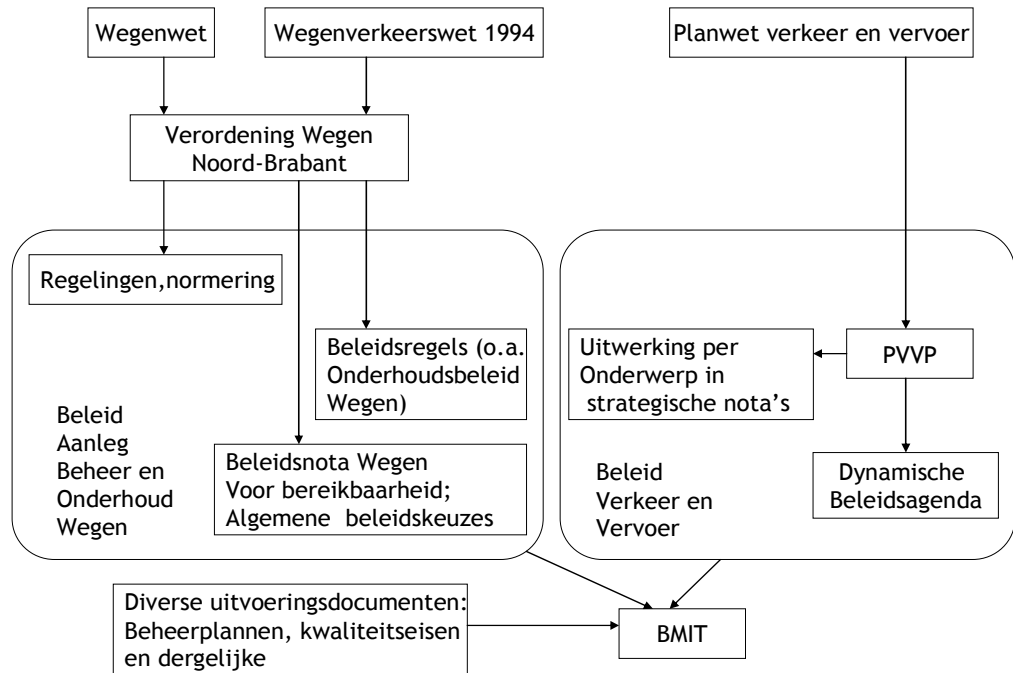 Wegenwet
Wegenverkeerswet 1994
Planwet verkeer en vervoer
Verordening Wegen
Noord-Brabant
Regelingen,normering
Beleidsregels (o.a.
Onderhoudsbeleid
Wegen)
Beleid
Aanleg
Beheer en
Onderhoud
Wegen
Beleidsnota Wegen
Voor bereikbaarheid;
Algemene beleidskeuzes
Uitwerking per
Onderwerp in
strategische nota’s
PVVP
Beleid
Verkeer en
Vervoer
Dynamische
Beleidsagenda
Diverse uitvoeringsdocumenten:
Beheerplannen, kwaliteitseisen
en dergelijke
BMIT